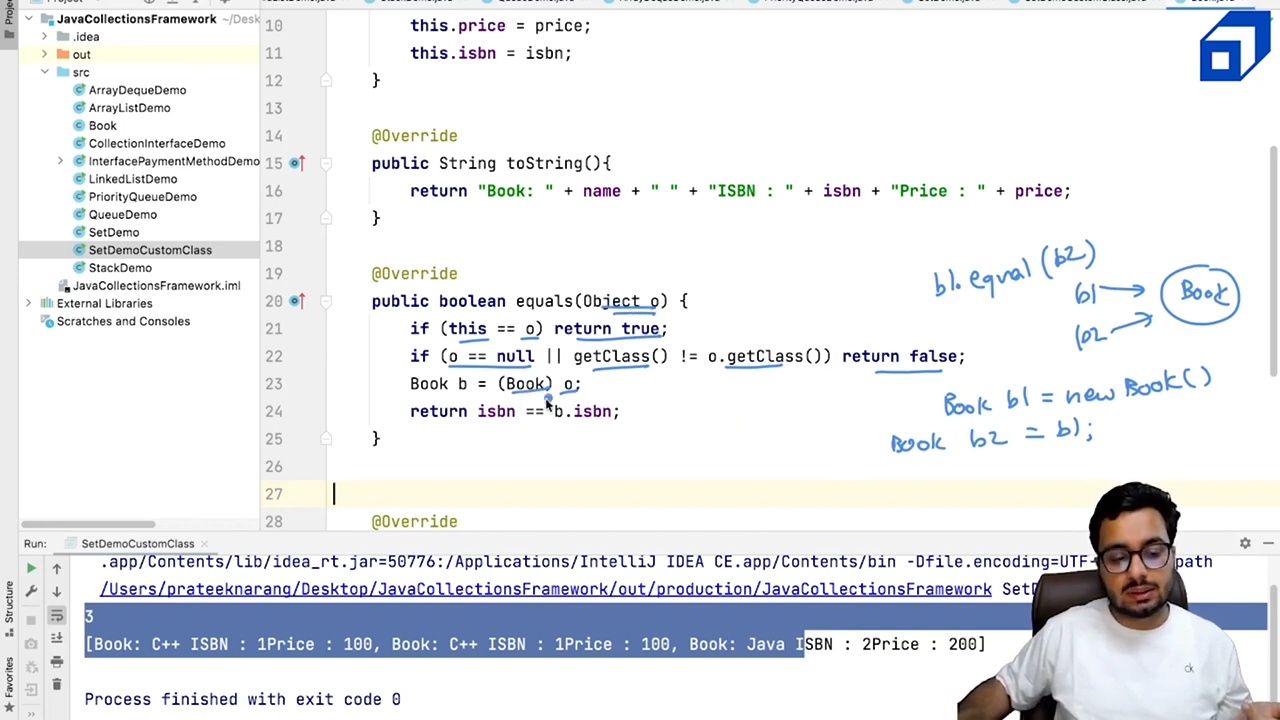 JavaCollectionsFramework ~/Desk
.idea
out
src
ArrayDequeDemo
ArrayListDemo
Book
CollectionInterfaceDemo
InterfacePaymentMethodDemo
LinkedListDemo
PriorityQueueDemo
QueueDemo
SetDemo
SetDemoCustomClass
StackDemo
JavaCollectionsFramework.iml
External Libraries
Scratches and Consoles
10 this.price = price;
11 this.isbn = isbn;
12 }
13
14 @Override
15 public String toString(){
16 return "Book: " + name + " " + "ISBN : " + isbn + "Price : " + price;
17 }
18
19 @Override
20 public boolean equals(Object o) {
21 if (this == o) return true;
22 if (o == null || getClass() != o.getClass()) return false;
23 Book b = (Book) o;
24 return isbn == b.isbn;
25 }
26
27
28 @Override
b1.equal(b2)
b1
Book
b2
Book b1 = new Book()
Book b2 = b1;
Run: SetDemoCustomClass
.app/Contents/lib/idea_rt.jar=50776:/Applications/IntelliJ IDEA CE.app/Contents/bin -Dfile.encoding=UTF- path
/Users/prateeknarang/Desktop/JavaCollectionsFramework/out/production/JavaCollectionsFramework
3
[Book: C++ ISBN : 1Price : 100, Book: C++ ISBN : 1Price : 100, Book: Java ISBN : 2Price : 200]
Process finished with exit code 0
Structure
Favorites
ck